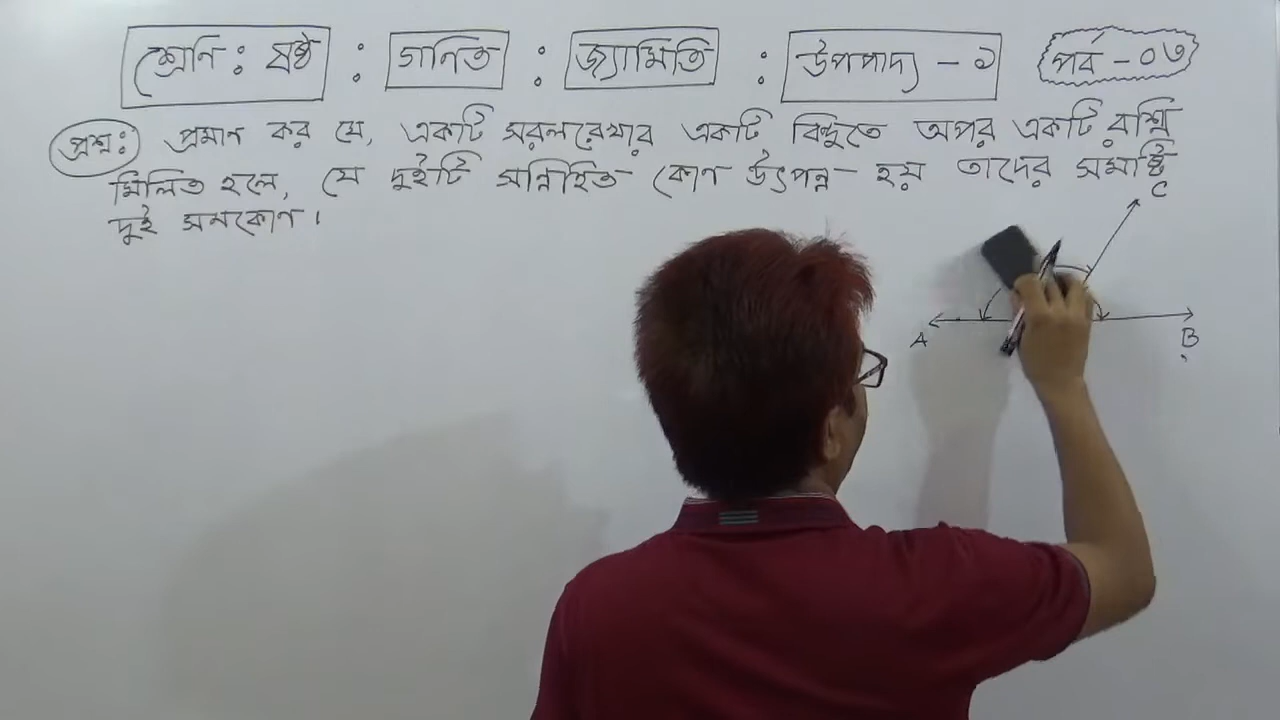 শ্রেনি : ষষ্ঠ : গনিত : জ্যামিতি : উপপাদ্য - ১ পর্ব - ০৩
প্রশ্ন: প্রমান কর যে, একটি সরলরেখার একটি বিন্দুতে অপর একটি রশ্মি
মিলিত হলে, যে দুইটি সন্নিহিত কোণ উৎপন্ন হয় তাদের সমষ্টি
দুই সমকোণ।
C
A B